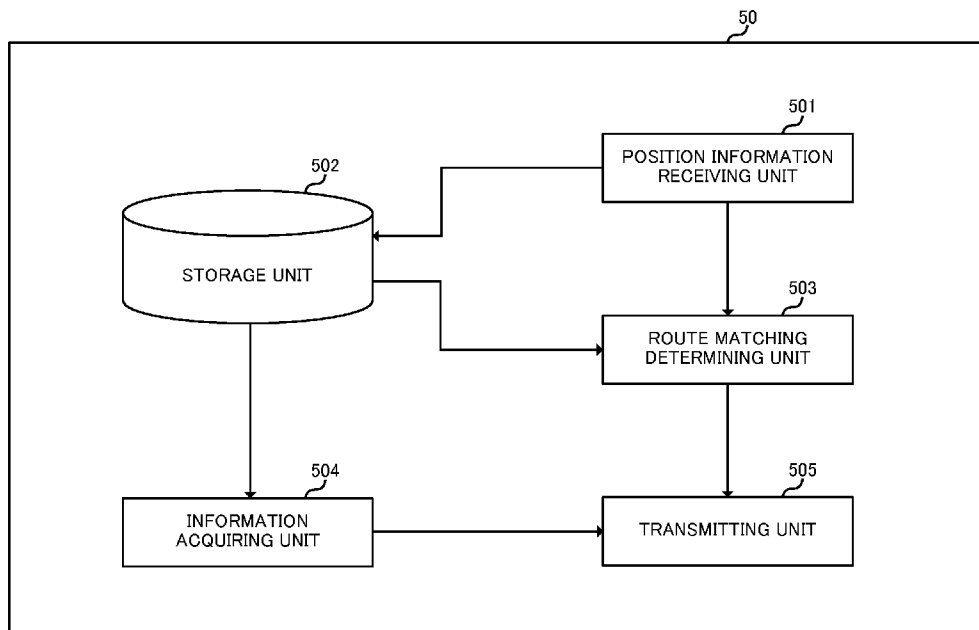 50
501
POSITION INFORMATION
RECEIVING UNIT
502
STORAGE UNIT
503
ROUTE MATCHING
DETERMINING UNIT
504
INFORMATION
ACQUIRING UNIT
505
TRANSMITTING UNIT